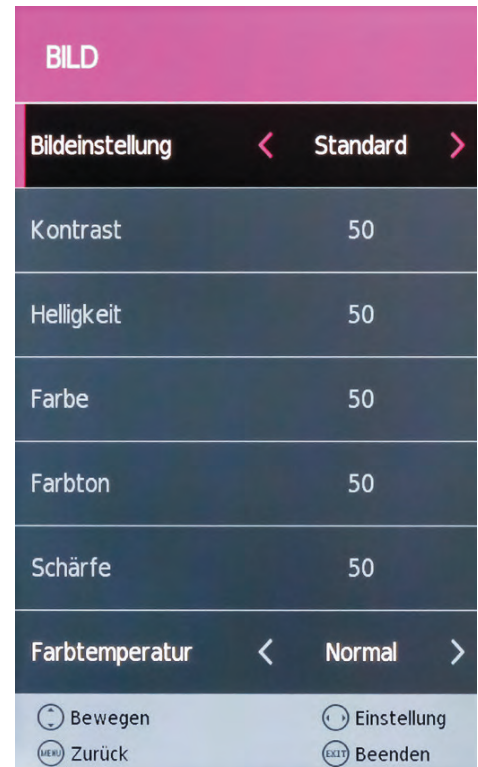 BILD
Bildeinstellung < Standard >
Kontrast 50
Helligkeit 50
Farbe 50
Farbton 50
Schärfe 50
Farbtemperatur < Normal >
Bewegen Einstellung
MENU Zurück EXIT Beenden